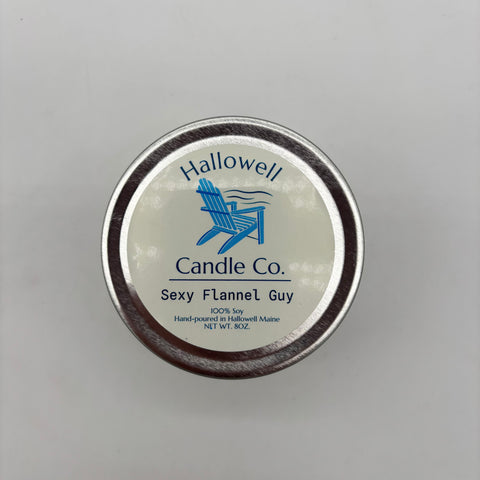 Hallowell
Candle Co.
Sexy Flannel Guy
100% Soy
Hand-poured in Hallowell Maine
NET WT. 8OZ.